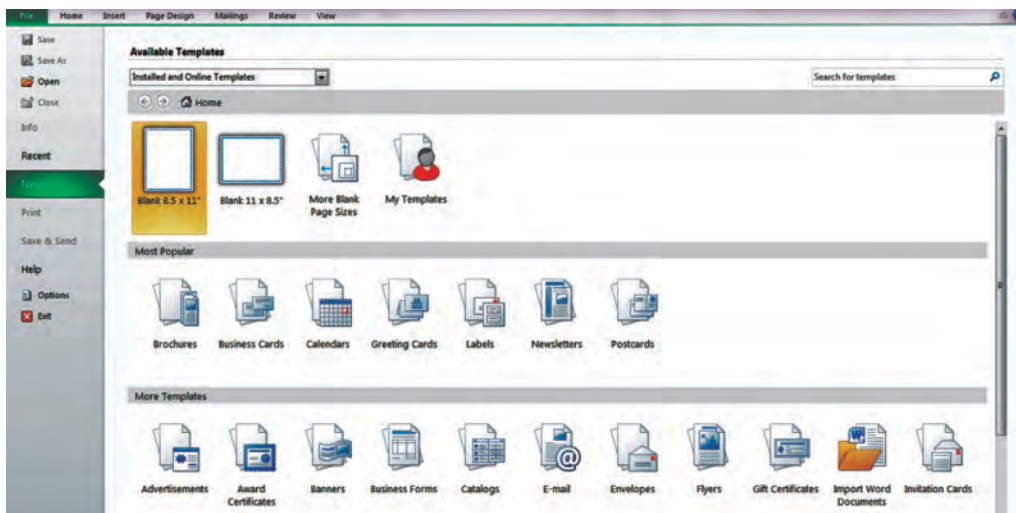 File Home Insert Page Design Mailings Review View
Save
Save As
Open
Close
Info
Recent
New
Print
Save & Send
Help
Options
Exit
Available Templates
Installed and Online Templates
Search for templates
Home
Blank 8.5 x 11"
Blank 11 x 8.5"
More Blank
Page Sizes
My Templates
Most Popular
Brochures
Business Cards
Calendars
Greeting Cards
Labels
Newsletters
Postcards
More Templates
Advertisements
Award
Certificates
Banners
Business Forms
Catalogs
E-mail
Envelopes
Flyers
Gift Certificates
Import Word
Documents
Invitation Cards